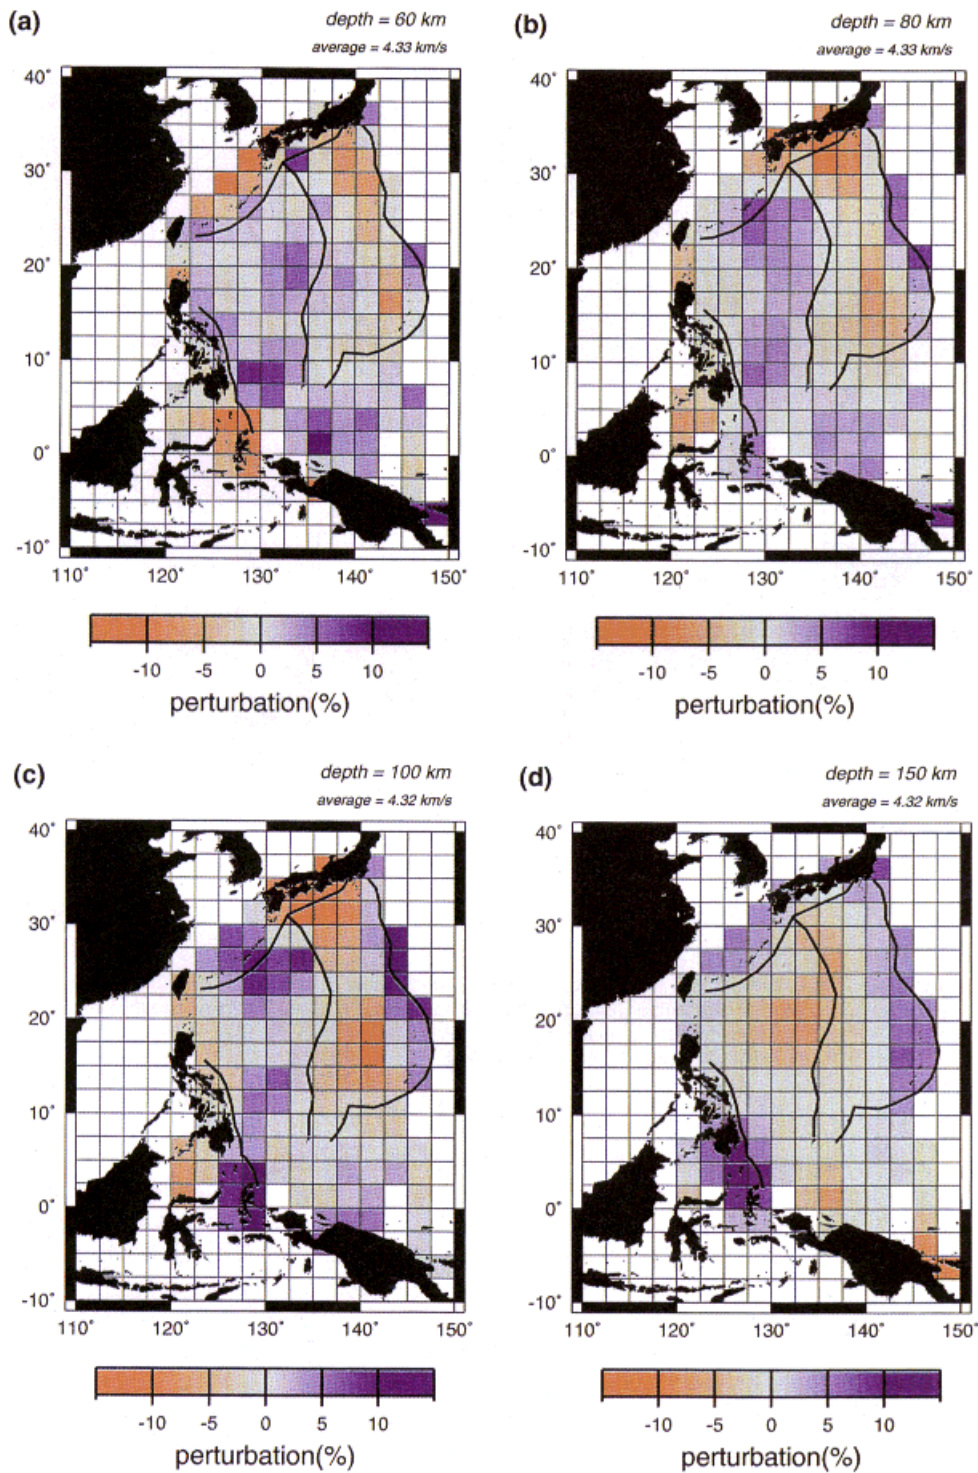 (a)
depth = 60 km
average = 4.33 km/s
40°
30°
20°
10°
0°
-10°
110° 120° 130° 140° 150°
-10 -5 0 5 10
perturbation(%)
(b)
depth = 80 km
average = 4.33 km/s
40°
30°
20°
10°
0°
-10°
110° 120° 130° 140° 150°
-10 -5 0 5 10
perturbation(%)
(c)
depth = 100 km
average = 4.32 km/s
40°
30°
20°
10°
0°
-10°
110° 120° 130° 140° 150°
-10 -5 0 5 10
perturbation(%)
(d)
depth = 150 km
average = 4.32 km/s
40°
30°
20°
10°
0°
-10°
110° 120° 130° 140° 150°
-10 -5 0 5 10
perturbation(%)